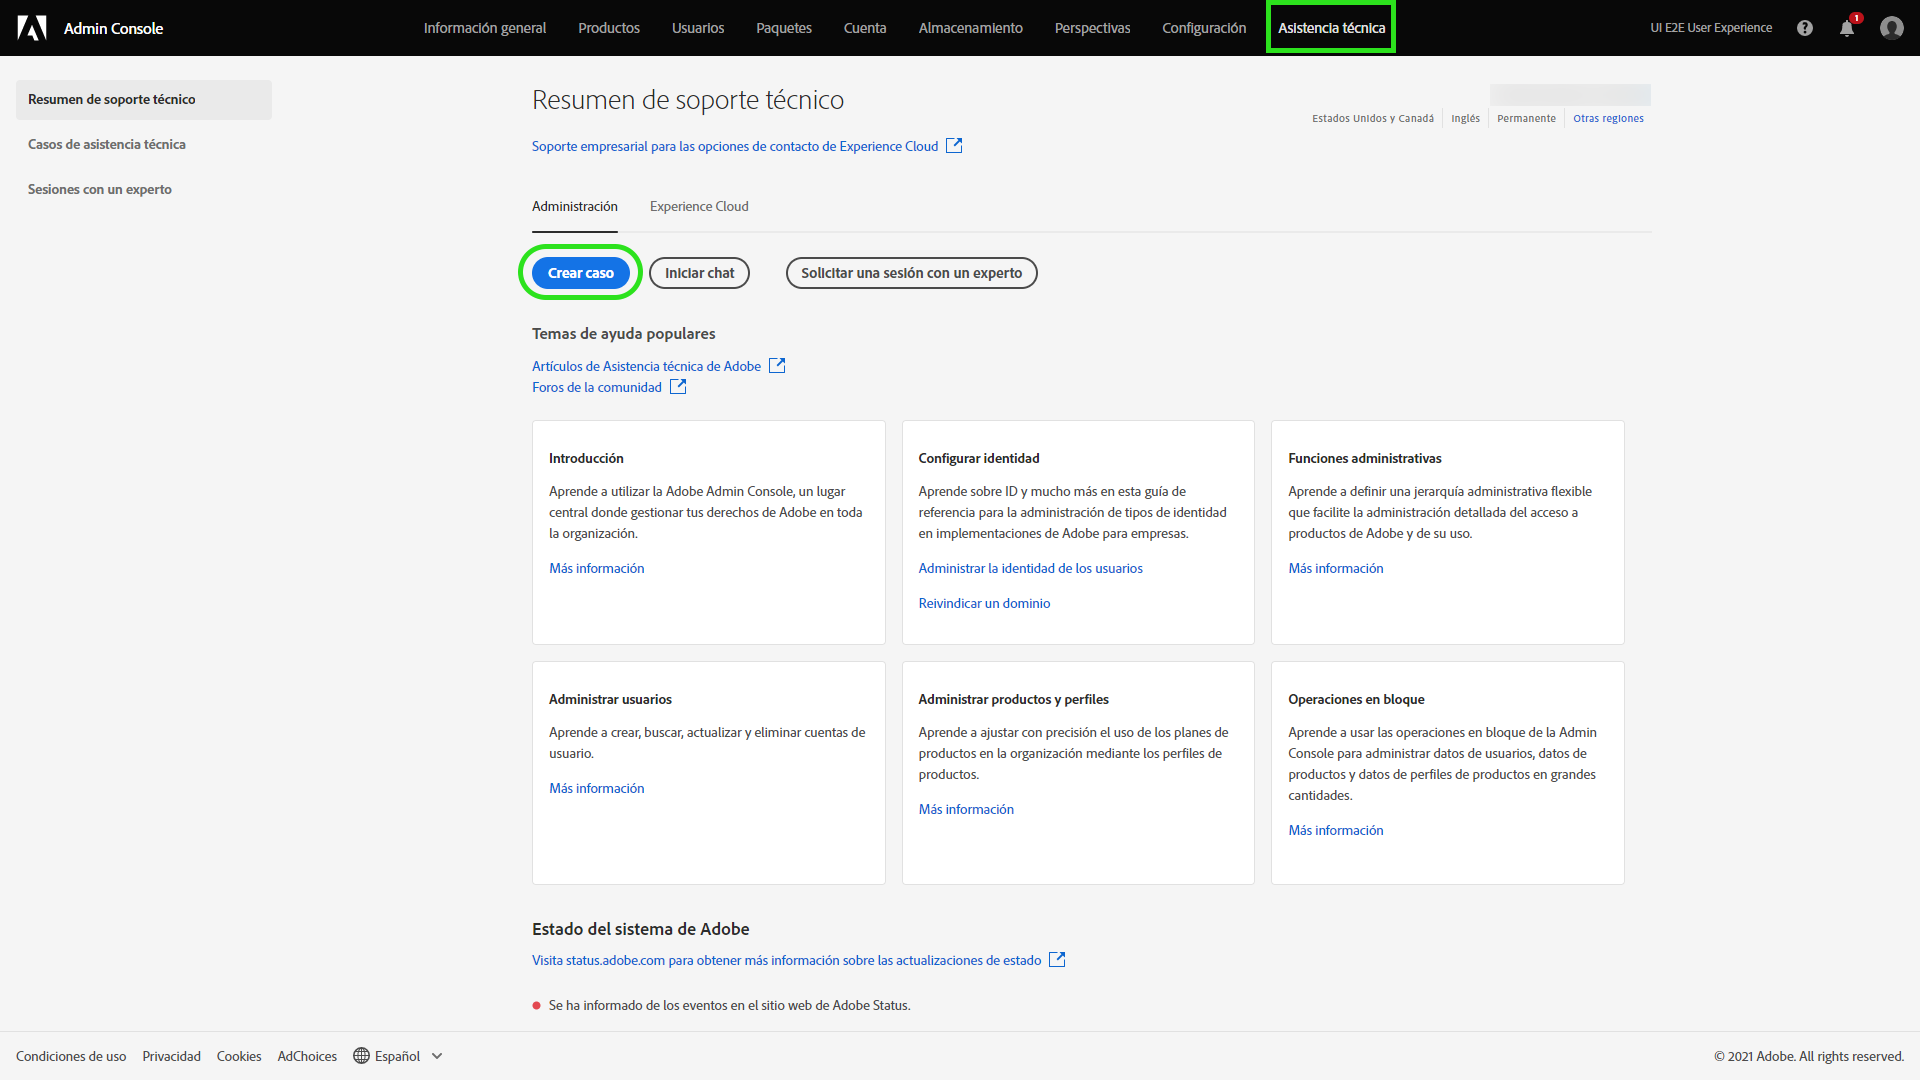 Admin Console
Información general
Productos
Usuarios
Paquetes
Cuenta
Almacenamiento
Perspectivas
Configuración
Asistencia técnica
UI E2E User Experience
1
Resumen de soporte técnico
Casos de asistencia técnica
Sesiones con un experto
Resumen de soporte técnico
Estados Unidos y Canadá
Inglés
Permanente
Otras regiones
Soporte empresarial para las opciones de contacto de Experience Cloud
Administración
Experience Cloud
Crear caso
Iniciar chat
Solicitar una sesión con un experto
Temas de ayuda populares
Artículos de Asistencia técnica de Adobe
Foros de la comunidad
Introducción
Aprende a utilizar la Adobe Admin Console, un lugar
central donde gestionar tus derechos de Adobe en toda
la organización.
Más información
Configurar identidad
Aprende sobre ID y mucho más en esta guía de
referencia para la administración de tipos de identidad
en implementaciones de Adobe para empresas.
Administrar la identidad de los usuarios
Reivindicar un dominio
Funciones administrativas
Aprende a definir una jerarquía administrativa flexible
que facilite la administración detallada del acceso a
productos de Adobe y de su uso.
Más información
Administrar usuarios
Aprende a crear, buscar, actualizar y eliminar cuentas de
usuario.
Más información
Administrar productos y perfiles
Aprende a ajustar con precisión el uso de los planes de
productos en la organización mediante los perfiles de
productos.
Más información
Operaciones en bloque
Aprende a usar las operaciones en bloque de la Admin
Console para administrar datos de usuarios, datos de
productos y datos de perfiles de productos en grandes
cantidades.
Más información
Estado del sistema de Adobe
Visita status.adobe.com para obtener más información sobre las actualizaciones de estado
Se ha informado de los eventos en el sitio web de Adobe Status.
Condiciones de uso
Privacidad
Cookies
AdChoices
Español
© 2021 Adobe. All rights reserved.